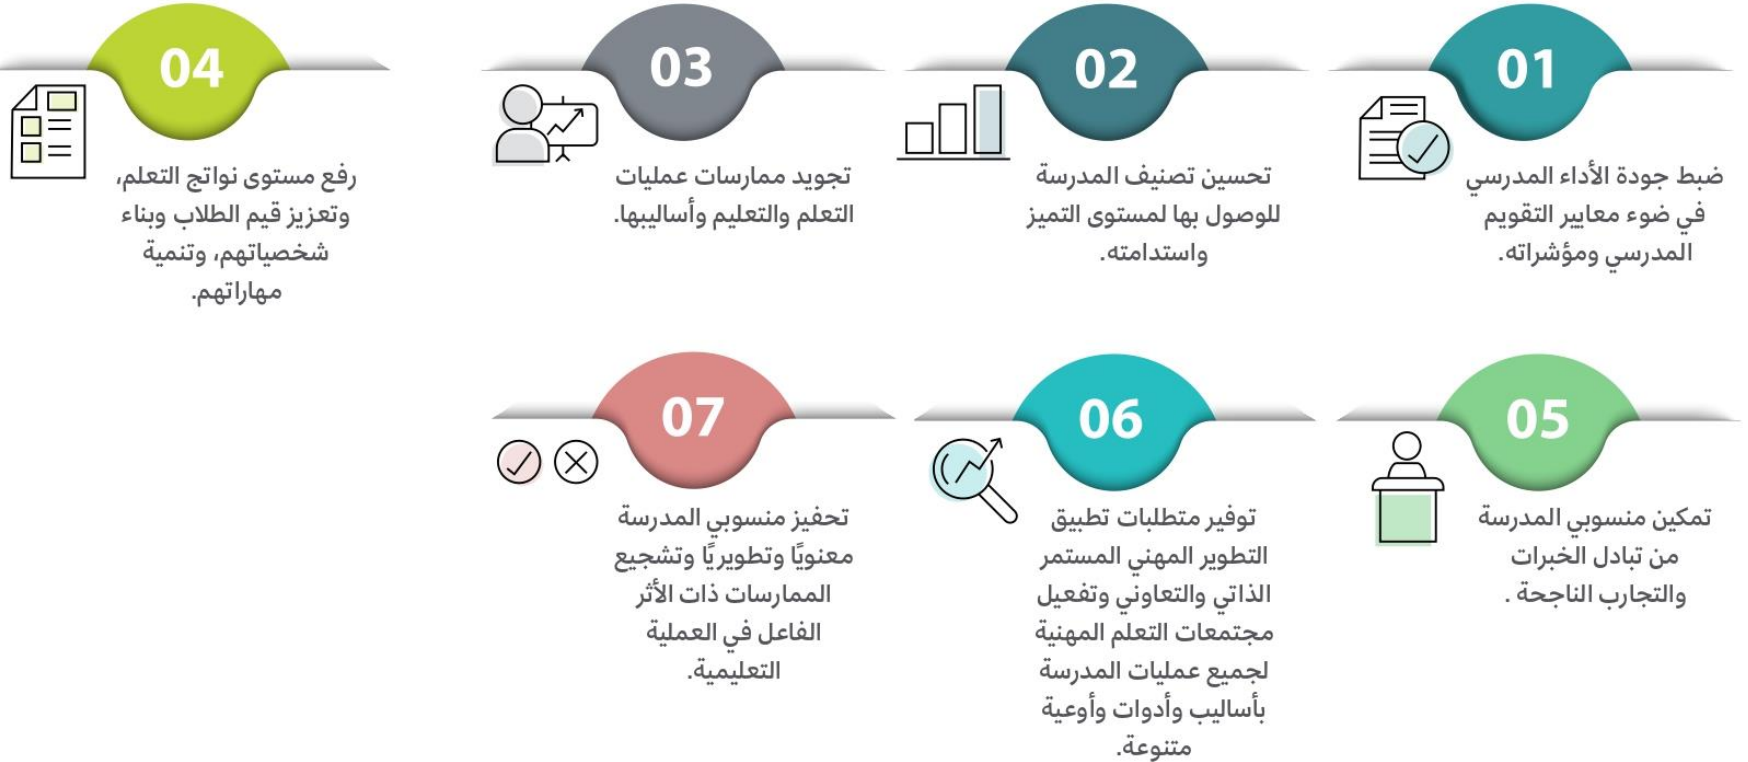 01
ضبط جودة الأداء المدرسي
في ضوء معايير التقويم
المدرسي ومؤشراته.
02
تحسين تصنيف المدرسة
للوصول بها لمستوى التميز
واستدامته.
03
تجويد ممارسات عمليات
التعلم والتعليم وأساليبها.
04
رفع مستوى نواتج التعلم،
وتعزيز قيم الطلاب وبناء
شخصياتهم، وتنمية
مهاراتهم.
05
تمكين منسوبي المدرسة
من تبادل الخبرات
والتجارب الناجحة .
06
توفير متطلبات تطبيق
التطوير المهني المستمر
الذاتي والتعاوني وتفعيل
مجتمعات التعلم المهنية
لجميع عمليات المدرسة
بأساليب وأدوات وأوعية
متنوعة.
07
تحفيز منسوبي المدرسة
معنويًا وتطويريًا وتشجيع
الممارسات ذات الأثر
الفاعل في العملية
التعليمية.